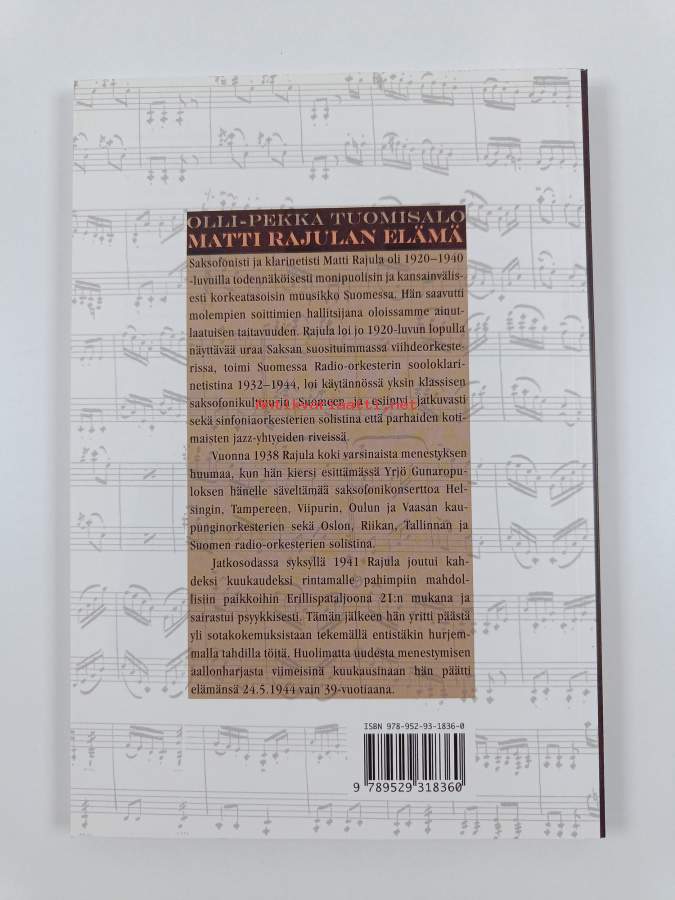 OLLI-PEKKA TUOMISALO
MATTI RAJULAN ELÄMÄ
Saksofonisti ja klarinetisti Matti Rajula oli 1920–1940
-luvuilla todennäköisesti monipuolisin ja kansainväli-
sesti korkeatasoisin muusikko Suomessa. Hän saavutti
molempien soittimien hallitsijana oloissamme ainut-
laatuisen taitavuuden. Rajula loi jo 1920-luvun lopulla
näyttävää uraa Saksan suosituimmassa viihdeorkeste-
rissa, toimi Suomessa Radio-orkesterin sooloklari-
netistina 1932–1944, loi käytännössä yksin klassisen
saksofonikulttuurin Suomeen ja esiintyi jatkuvasti
antikvariaatti.net
sekä sinfoniaorkesterien solistina että parhaiden koti-
maisten jazz-yhtyeiden riveissä.
Vuonna 1938 Rajula koki varsinaista menestyksen
huumaa, kun hän kiersi esittämässä Yrjö Gunaropu-
loksen hänelle säveltämää saksofonikonserttoa Hel-
singin, Tampereen, Viipurin, Oulun ja Vaasan kau-
punginorkesterien sekä Oslon, Riikan, Tallinnan ja
Suomen radio-orkesterien solistina.
Jatkosodassa syksyllä 1941 Rajula joutui kah-
deksi kuukaudeksi rintamalle pahimpiin mahdol-
lisiin paikkoihin Erillispataljoona 21:n mukana ja
sairastui psyykkisesti. Tämän jälkeen hän yritti päästä
yli sotakokemuksistaan tekemällä entistäkin hurjem-
malla tahdilla töitä. Huolimatta uudesta menestymisen
aallonharjasta viimeisinä kuukausinaan hän päätti
elämänsä 24.5.1944 vain 39-vuotiaana.
ISBN 978-952-93-1836-0
9 789529 318360